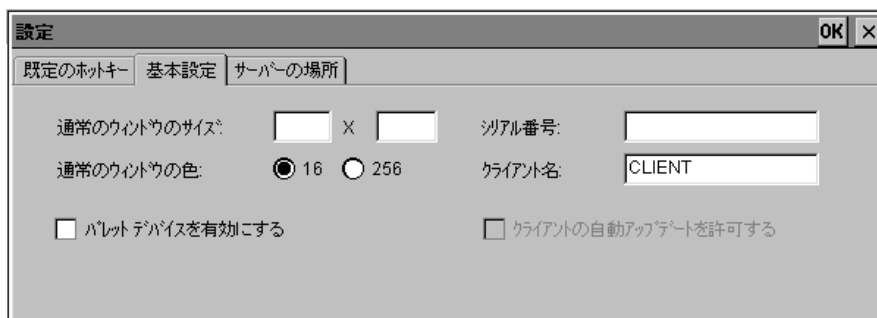 設定 OK ×
既定のホットキー 基本設定 サーバーの場所
通常のウィンドウのサイズ: X シリアル番号:
通常のウィンドウの色: 16 256 クライアント名: CLIENT
パレットデバイスを有効にする クライアントの自動アップデートを許可する